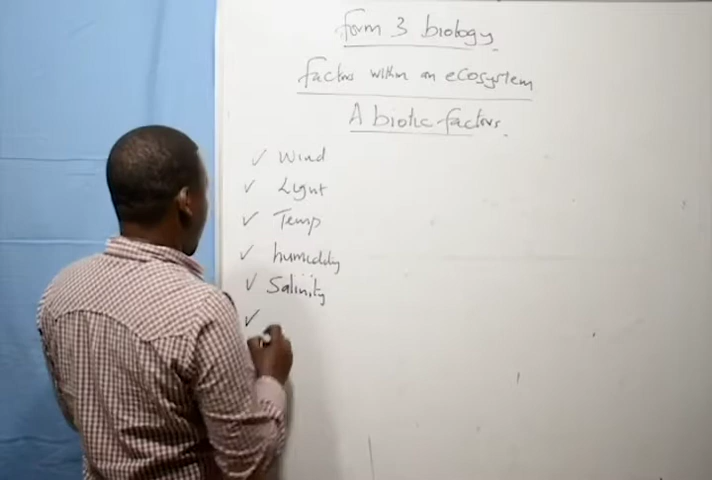 Form 3 biology
factors within an ecosystem
A biotic factors.
✓ Wind
✓ Light
✓ Temp
✓ humidity
✓ Salinity
✓